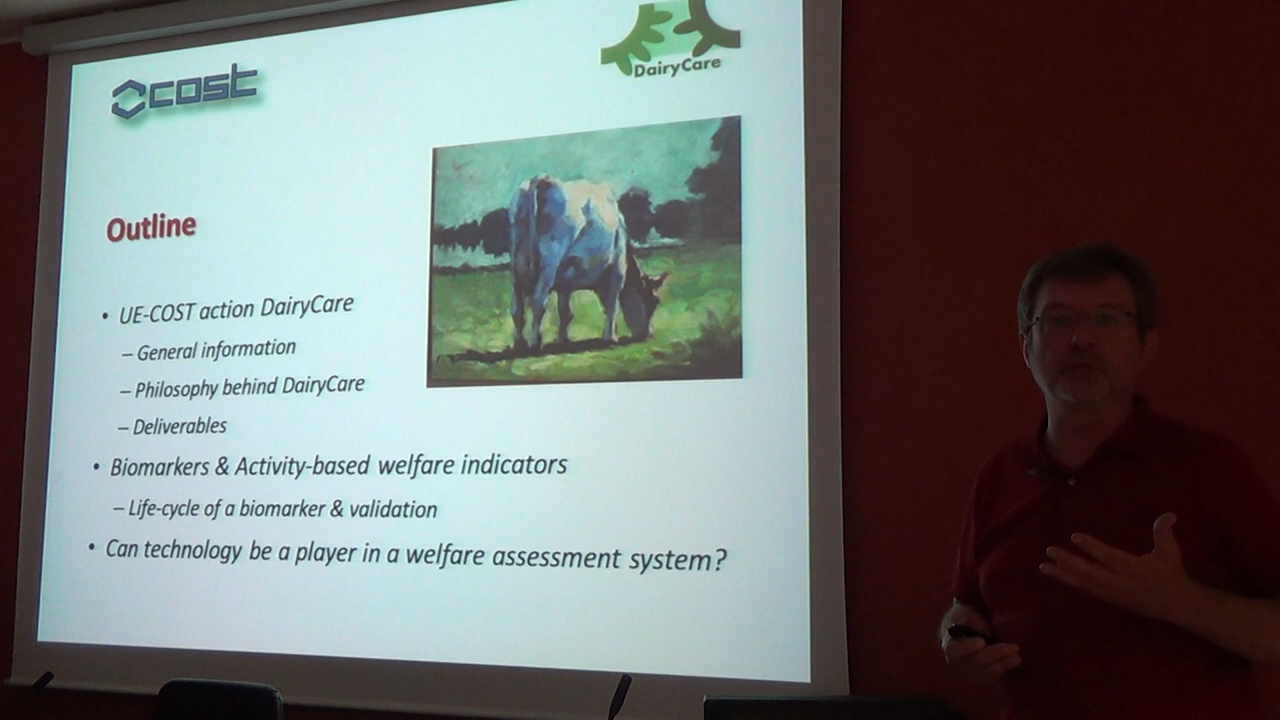 cost
DairyCare
Outline
• UE-COST action DairyCare
– General information
– Philosophy behind DairyCare
– Deliverables
• Biomarkers & Activity-based welfare indicators
– Life-cycle of a biomarker & validation
• Can technology be a player in a welfare assessment system?